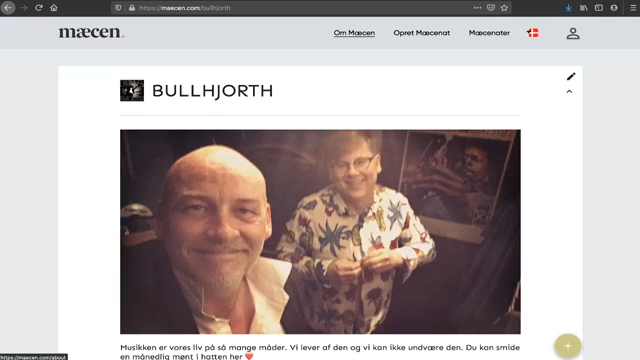 https://maecen.com/bullhjorth
mæcen.
Om Mæcen
Opret Mæcenat
Mæcenater
BULLHJORTH
Musikken er vores liv på så mange måder. Vi lever af den og vi kan ikke undvære den. Du kan smide
en månedlig mønt i hatten her ❤️
https://maecen.com/about